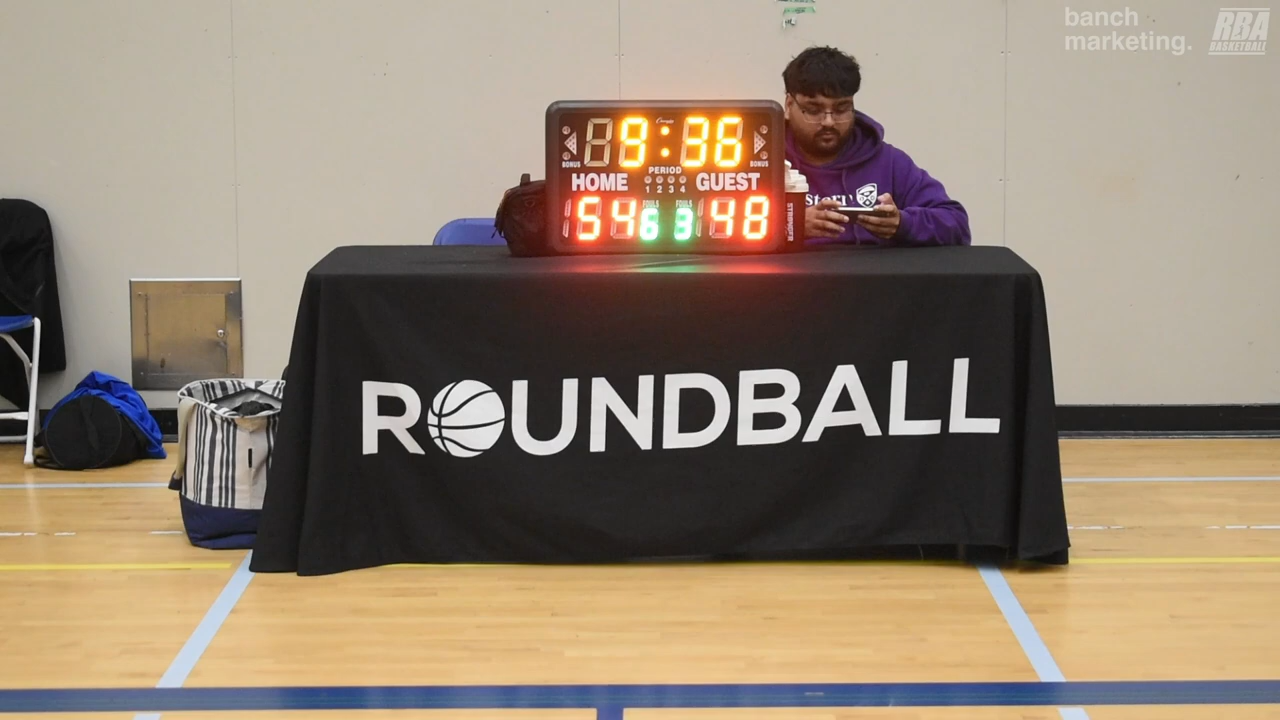 banch
marketing.
RBA
BASKETBALL
9:36
BONUS
BONUS
PERIOD
HOME
1 2 3 4
GUEST
FOULS
FOULS
54 6 3 48
ROUNDBALL